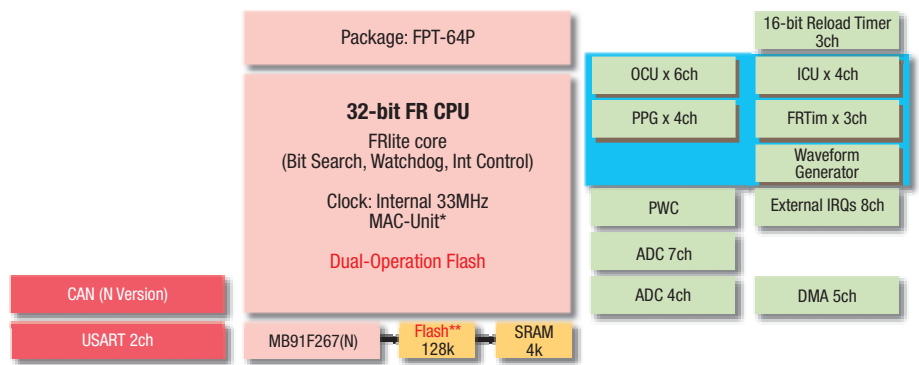 Package: FPT-64P
16-bit Reload Timer
3ch
OCU x 6ch
ICU x 4ch
32-bit FR CPU
FRlite core
(Bit Search, Watchdog, Int Control)
PPG x 4ch
FRTim x 3ch
Waveform
Generator
Clock: Internal 33MHz
MAC-Unit*
PWC
External IRQs 8ch
Dual-Operation Flash
ADC 7ch
CAN (N Version)
ADC 4ch
DMA 5ch
USART 2ch
MB91F267(N)
Flash**
128k
SRAM
4k